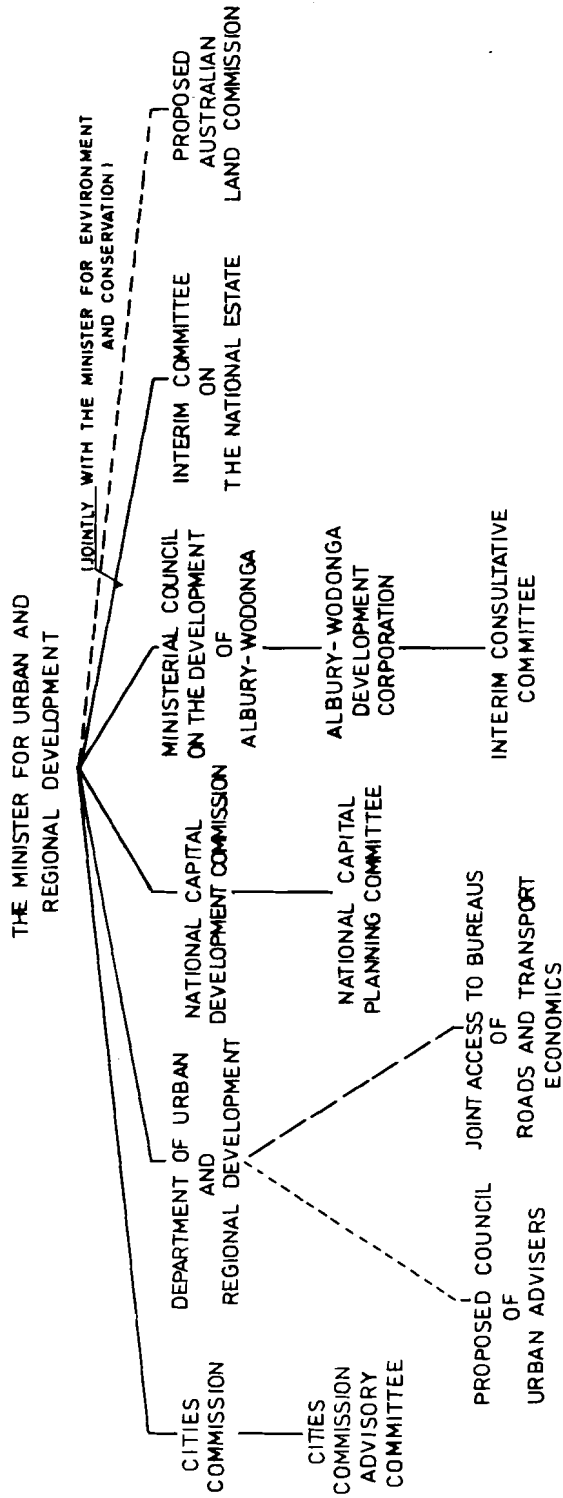 THE MINISTER FOR URBAN AND
REGIONAL DEVELOPMENT
(JOINTLY WITH THE MINISTER FOR ENVIRONMENT
AND CONSERVATION)
CITIES
COMMISSION
CITIES
COMMISSION
ADVISORY
COMMITTEE
DEPARTMENT OF URBAN
AND
REGIONAL DEVELOPMENT
PROPOSED COUNCIL
OF
URBAN ADVISERS
JOINT ACCESS TO BUREAUS
OF
ROADS AND TRANSPORT
ECONOMICS
NATIONAL CAPITAL
DEVELOPMENT COMMISSION
NATIONAL CAPITAL
PLANNING COMMITTEE
MINISTERIAL COUNCIL
ON THE DEVELOPMENT
OF
ALBURY-WODONGA
ALBURY-WODONGA
DEVELOPMENT
CORPORATION
INTERIM CONSULTATIVE
COMMITTEE
INTERIM COMMITTEE
ON
THE NATIONAL ESTATE
PROPOSED
AUSTRALIAN
LAND COMMISSION